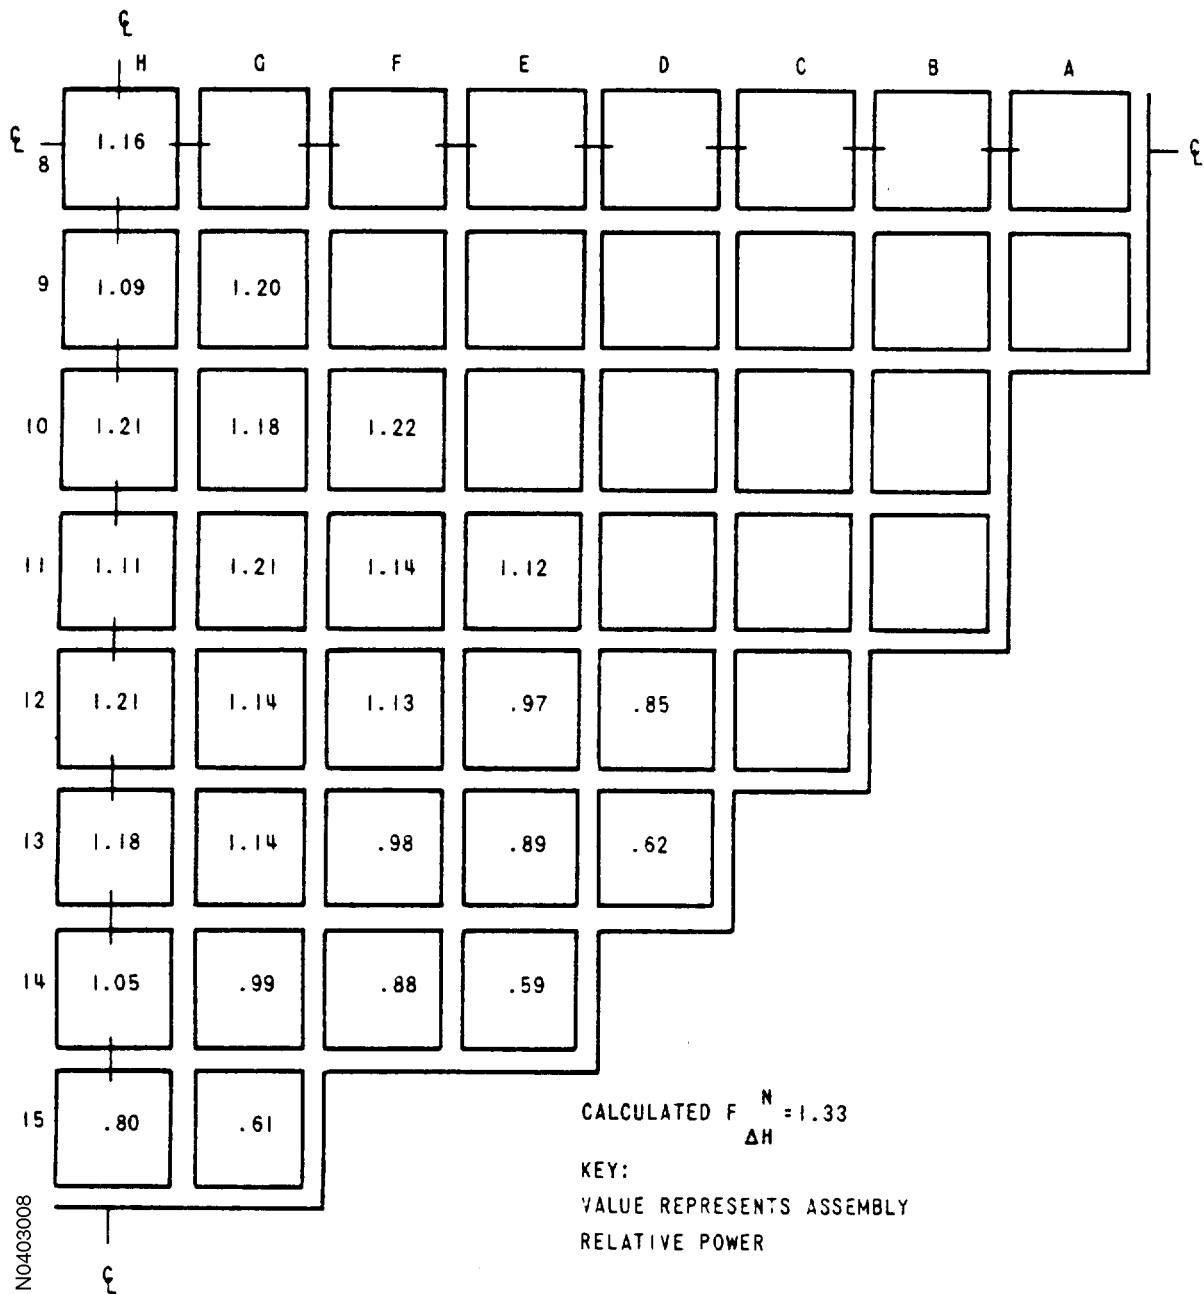 ℄
H G F E D C B A
℄ 8 1.16 ℄
9 1.09 1.20
10 1.21 1.18 1.22
11 1.11 1.21 1.14 1.12
12 1.21 1.14 1.13 .97 .85
13 1.18 1.14 .98 .89 .62
14 1.05 .99 .88 .59
15 .80 .61
℄
CALCULATED F N ΔH =1.33
KEY:
VALUE REPRESENTS ASSEMBLY
RELATIVE POWER
N0403008